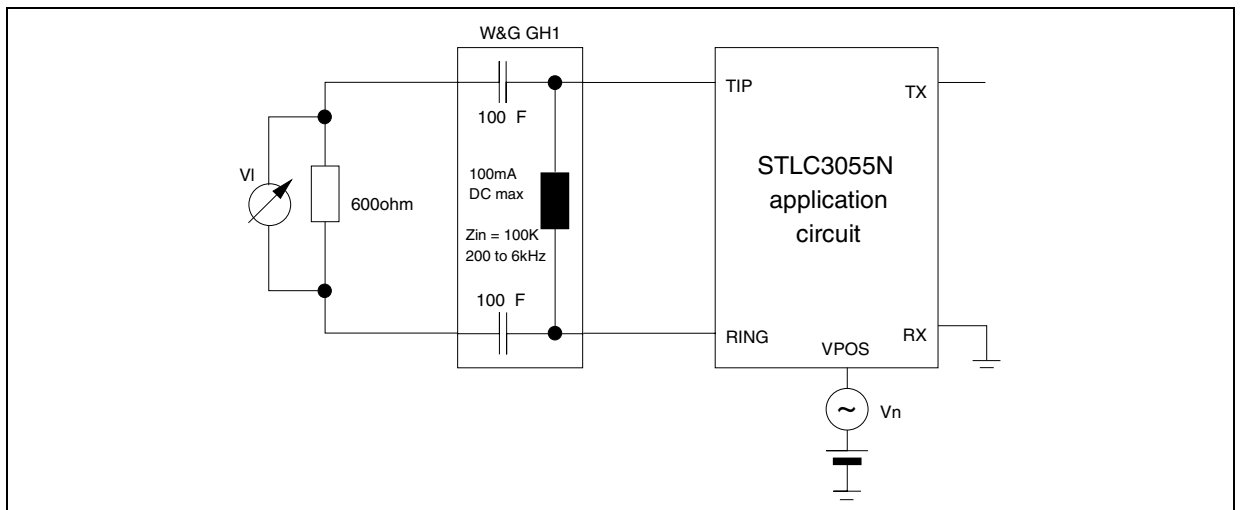 W&G GH1
100 F
TIP
TX
VI
600ohm
100mA
DC max
Zin = 100K
200 to 6kHz
STLC3055N
application
circuit
100 F
RING
VPOS
RX
~
Vn